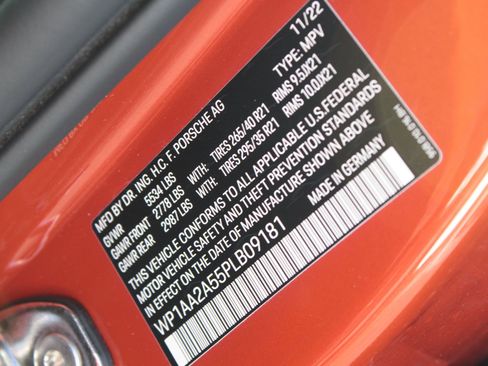 MFD BY DR. ING. H.C. F. PORSCHE AG 11/22
GVWR 5534 LBS TYPE: MPV
GAWR FRONT 2778 LBS WITH: TIRES 265/40 R21 RIMS 9.5JX21
GAWR REAR 2987 LBS WITH: TIRES 295/35 R21 RIMS 10.0JX21
THIS VEHICLE CONFORMS TO ALL APPLICABLE U.S.FEDERAL
MOTOR VEHICLE SAFETY AND THEFT PREVENTION STANDARDS
IN EFFECT ON THE DATE OF MANUFACTURE SHOWN ABOVE
MADE IN GERMANY
WP1AA2A55PLB09181